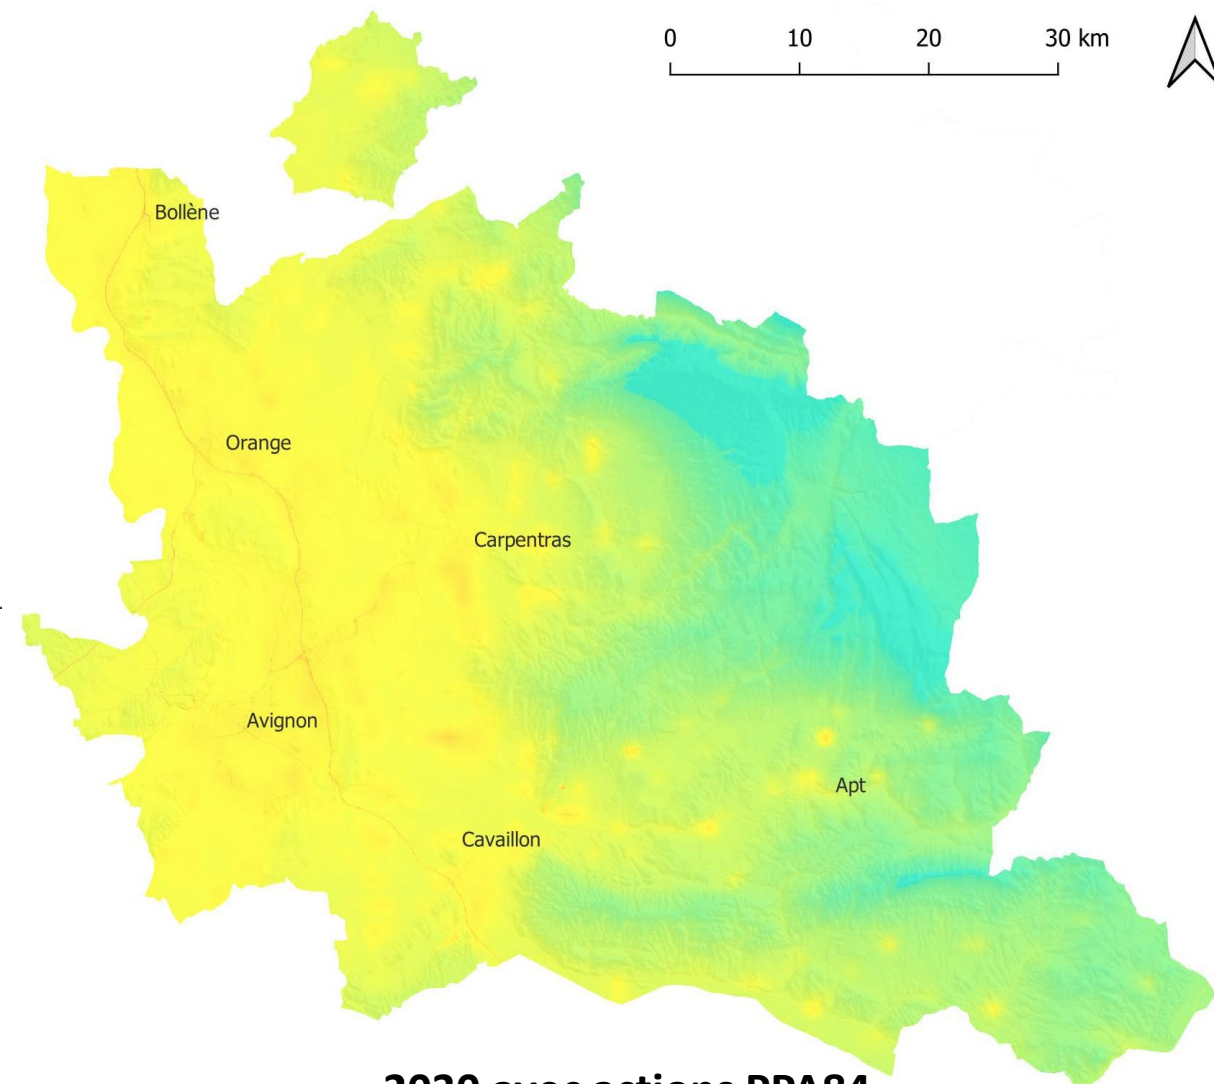 0 10 20 30 km
Bollène
Orange
Carpentras
Avignon
Apt
Cavaillon
2030 avec actions PPA84